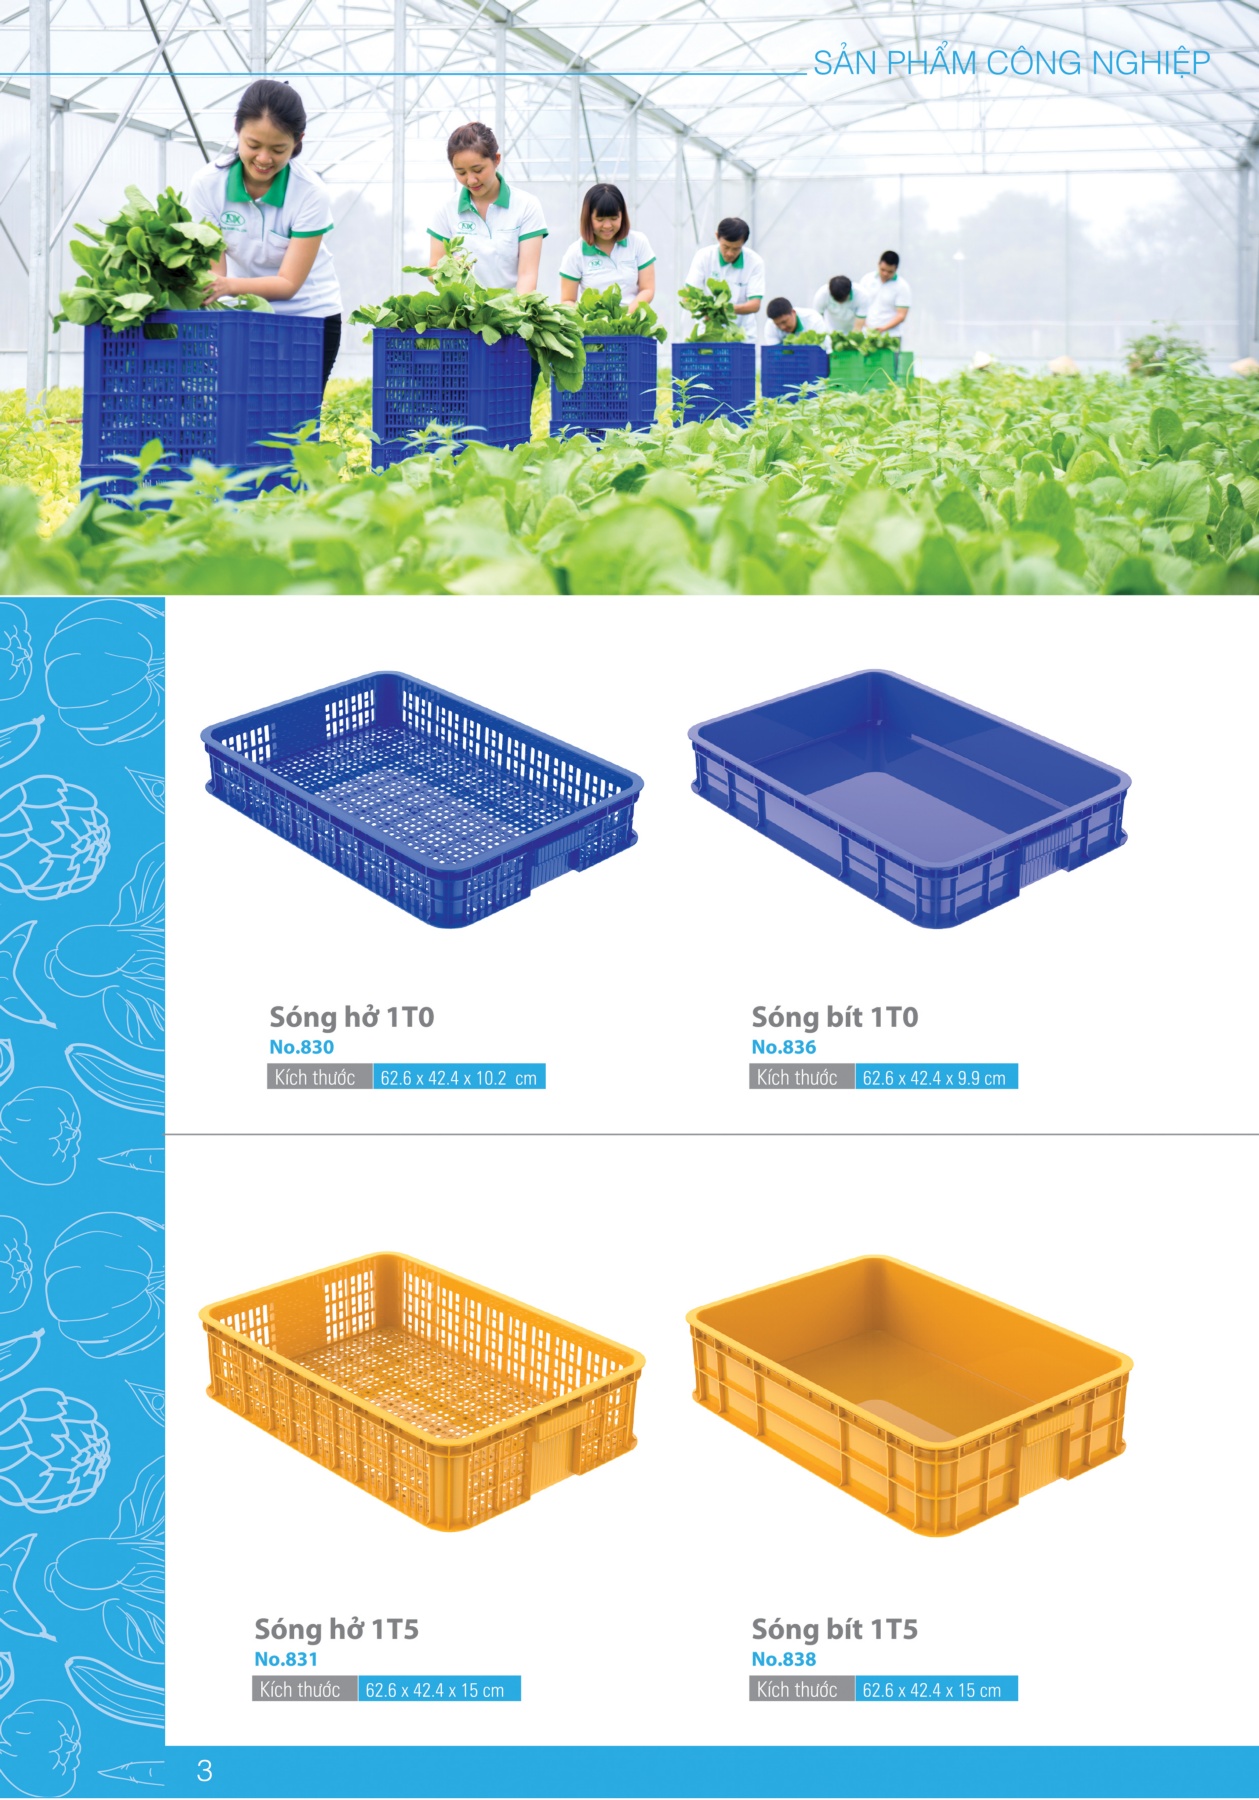 SẢN PHẨM CÔNG NGHIỆP
Sóng hở 1T0
No.830
Kích thước 62.6 x 42.4 x 10.2 cm
Sóng bít 1T0
No.836
Kích thước 62.6 x 42.4 x 9.9 cm
Sóng hở 1T5
No.831
Kích thước 62.6 x 42.4 x 15 cm
Sóng bít 1T5
No.838
Kích thước 62.6 x 42.4 x 15 cm
3